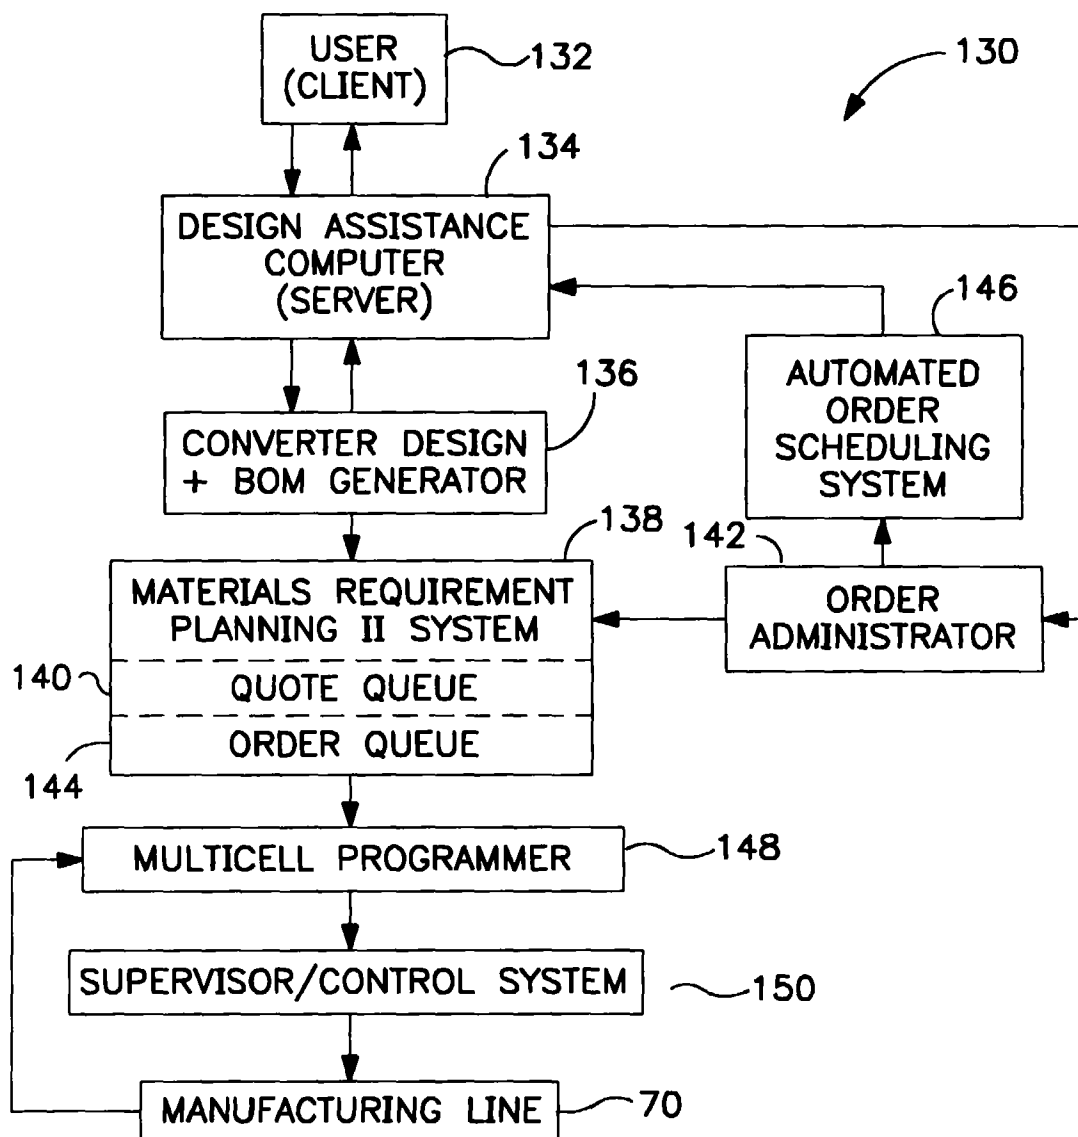 USER
(CLIENT)
132
130
134
DESIGN ASSISTANCE
COMPUTER
(SERVER)
146
AUTOMATED
ORDER
SCHEDULING
SYSTEM
136
CONVERTER DESIGN
+ BOM GENERATOR
138
142
MATERIALS REQUIREMENT
PLANNING II SYSTEM
ORDER
ADMINISTRATOR
140
QUOTE QUEUE
ORDER QUEUE
144
MULTICELL PROGRAMMER
148
SUPERVISOR/CONTROL SYSTEM
150
MANUFACTURING LINE
70